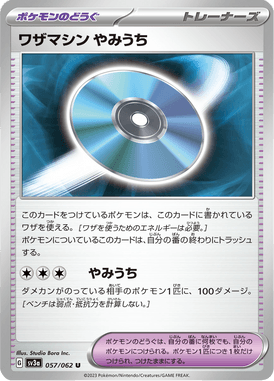 ポケモンのどうぐ トレーナーズ
ワザマシン やみうち
このカードをつけているポケモンは、このカードに書かれている
ワザを使える。[ワザを使うためのエネルギーは必要。]
ポケモンについているこのカードは、自分の番の終わりにトラッシュ
する。
やみうち
ダメカンがのっている相手のポケモン1匹に、100ダメージ。
[ベンチは弱点・抵抗力を計算しない。]
ポケモンのどうぐは、自分の番に何枚でも、
自分のポケモンにつけられる。ポケモン1匹につき1枚だけ
つけられ、つけたままにする。
illus. Studio Bora Inc.
G sv3a 057/062 U
©2023 Pokémon/Nintendo/Creatures/GAME FREAK.